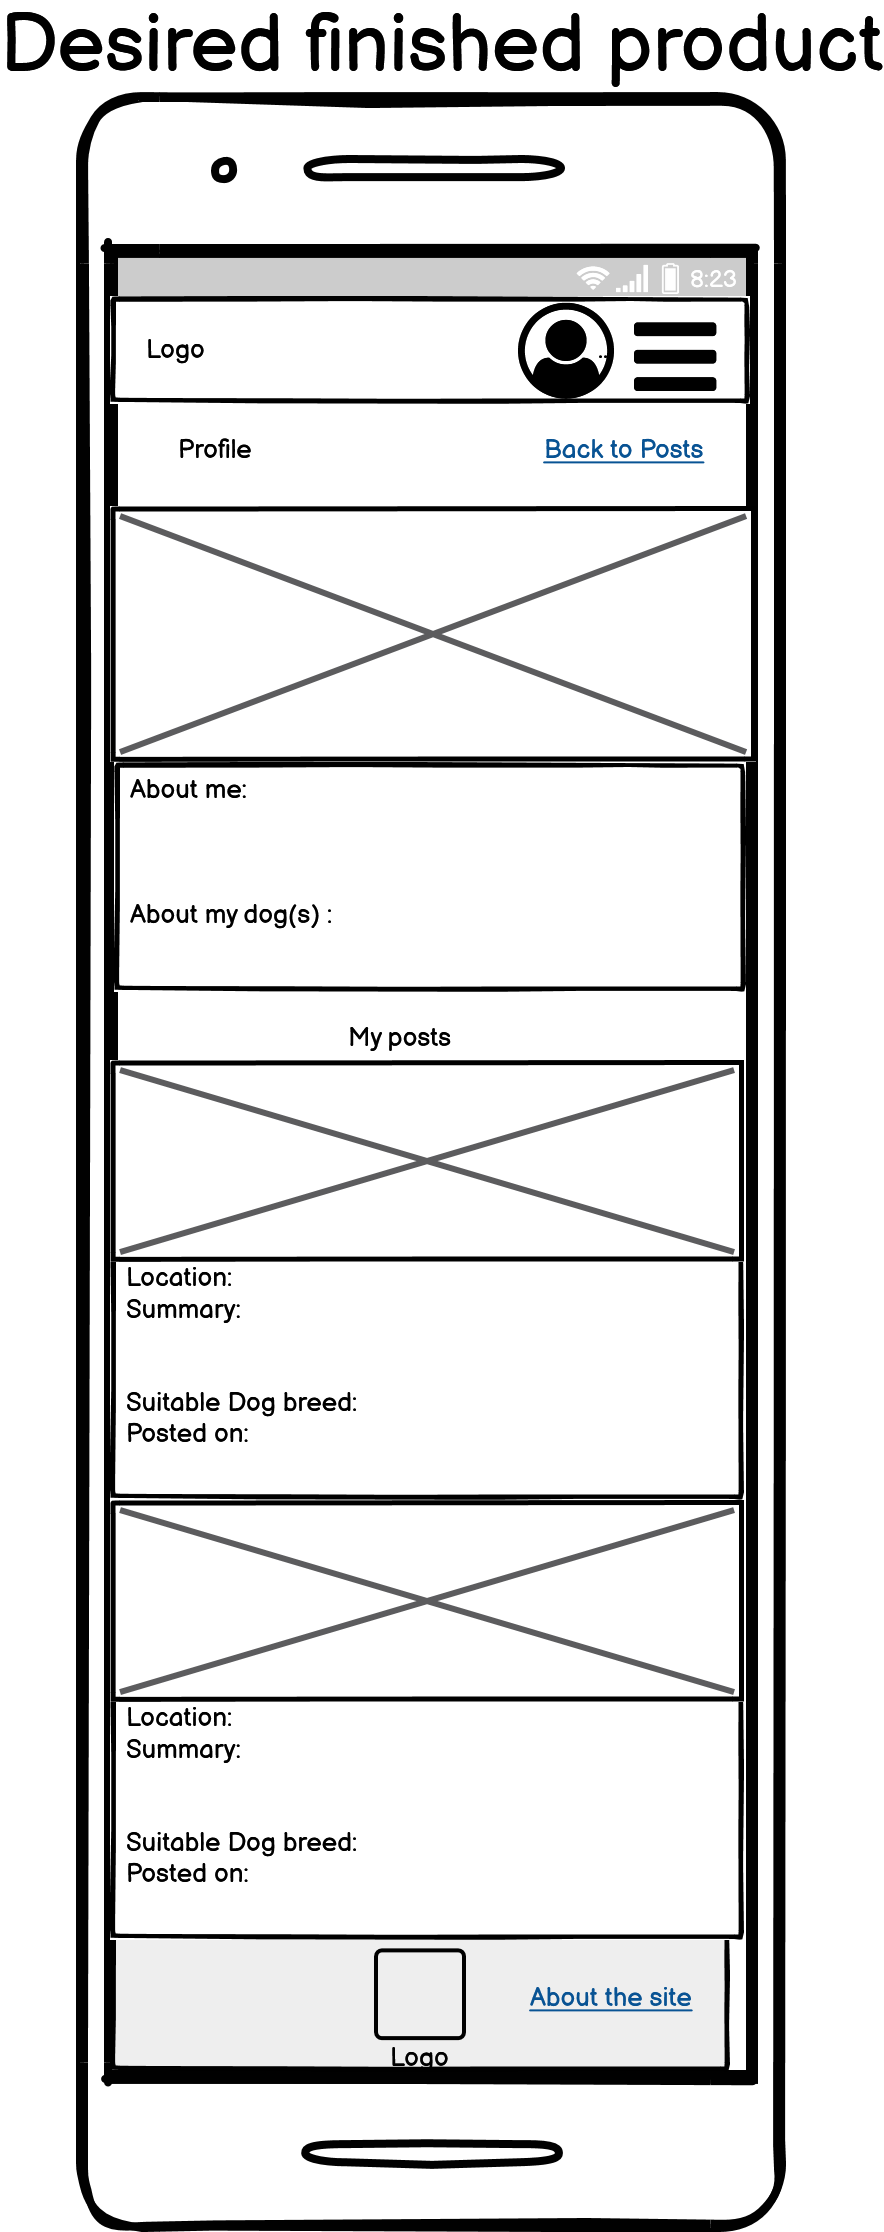 Desired finished product
8:23
Logo
Profile
Back to Posts
About me:
About my dog(s) :
My posts
Location:
Summary:
Suitable Dog breed:
Posted on:
Location:
Summary:
Suitable Dog breed:
Posted on:
About the site
Logo